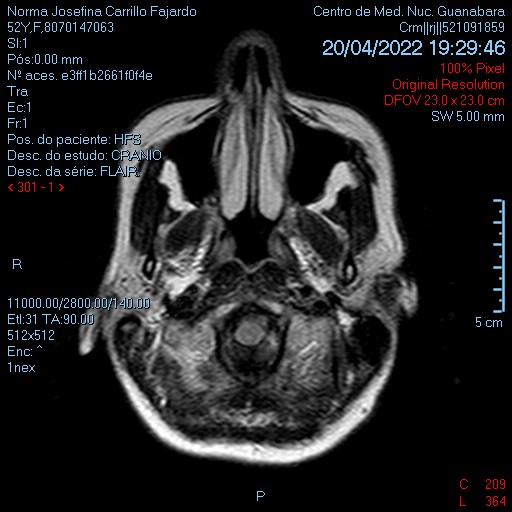 Norma Josefina Carrillo Fajardo
52Y,F,8070147063
Sl:1
Pós:0.00 mm
Nº aces. e3ff1b2661f0f4e
Tra
Ec:1
Fr:1
Pos. do paciente: HFS
Desc. do estudo: CRANIO
Desc. da série: FLAIR.
< 301 - 1 >
Centro de Med. Nuc. Guanabara
Crm||rj||521091859
20/04/2022 19:29:46
100% Pixel
Original Resolution
DFOV 23.0 x 23.0 cm
SW 5.00 mm
R
5 cm
11000.00/2800.00/140.00
Etl:31 TA:90.00
512x512
Enc: ^
1nex
P
C 209
L 364